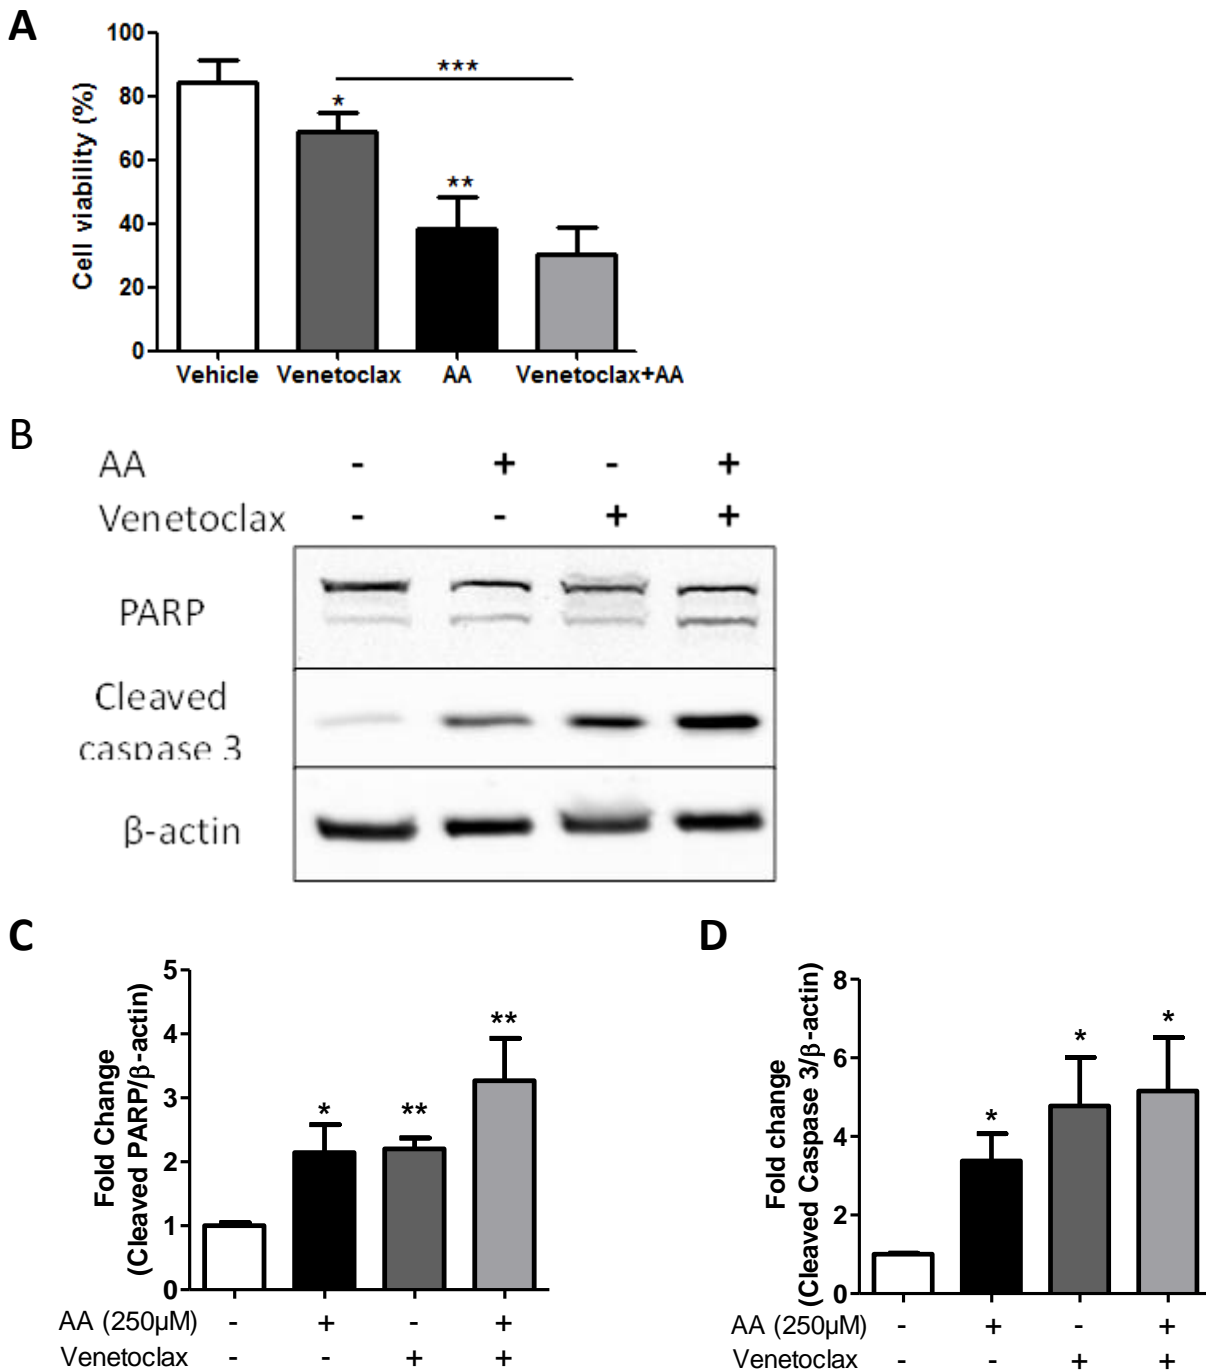 A
100
80
60
40
20
0
Cell viability (%)
*
**
***
Vehicle Venetoclax AA Venetoclax+AA
B
AA - + - +
Venetoclax - - + +
PARP
Cleaved
caspase 3
β-actin
C
5
4
3
2
1
0
Fold Change
(Cleaved PARP/β-actin)
*
**
**
AA (250µM) - + - +
Venetoclax - - + +
D
8
6
4
2
0
Fold change
(Cleaved Caspase 3/β-actin)
*
*
*
AA (250µM) - + - +
Venetoclax - - + +